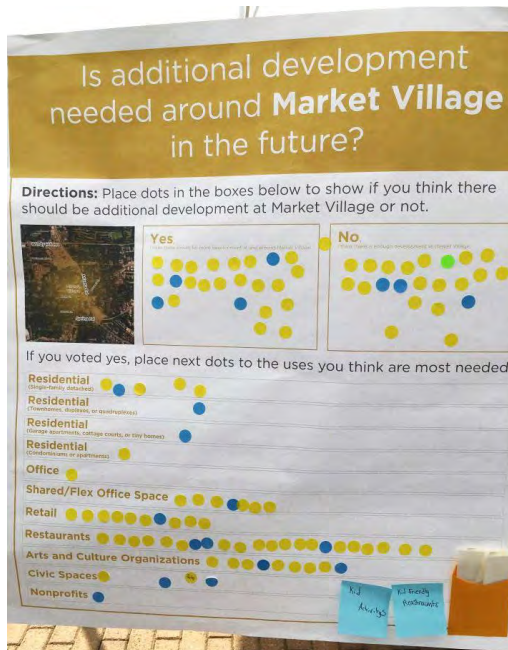 Is additional development
needed around Market Village
in the future?
Directions: Place dots in the boxes below to show if you think there
should be additional development at Market Village or not.
Yes
No
If you voted yes, place next dots to the uses you think are most needed
Residential
(Single-family detached)
Residential
(Townhomes, duplexes, or quadruplexes)
Residential
(Garage apartments, cottage courts, or tiny homes)
Residential
(Condominiums or apartments)
Office
Shared/Flex Office Space
Retail
Restaurants
Arts and Culture Organizations
Civic Spaces
Nonprofits
Kid
Kid Friendly
Restaurants